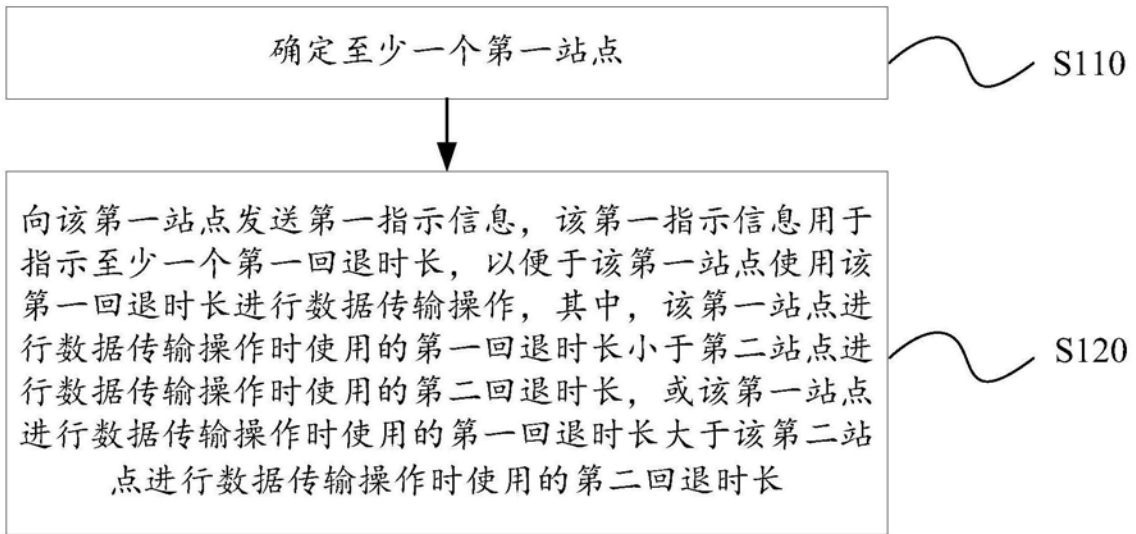 确定至少一个第一站点
S110
向该第一站点发送第一指示信息，该第一指示信息用于
指示至少一个第一回退时长，以便于该第一站点使用该
第一回退时长进行数据传输操作，其中，该第一站点进
行数据传输操作时使用的第一回退时长小于第二站点进
行数据传输操作时使用的第二回退时长，或该第一站点
进行数据传输操作时使用的第一回退时长大于该第二站
点进行数据传输操作时使用的第二回退时长
S120